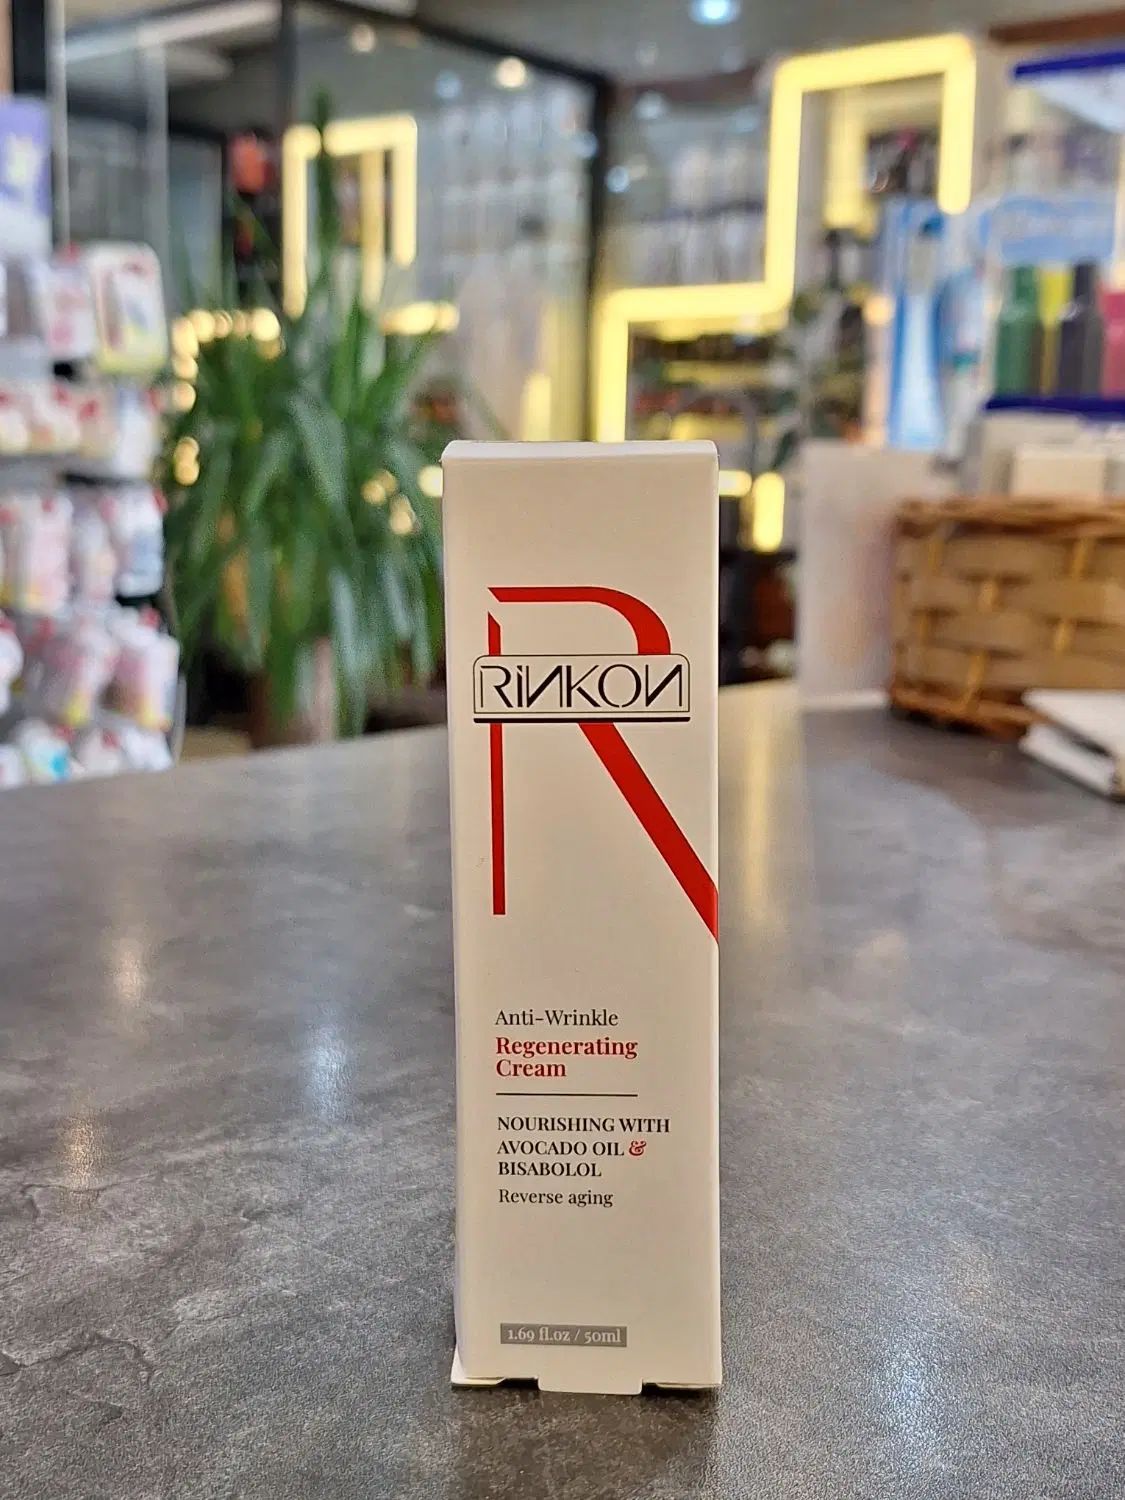 R
RINKON
Anti-Wrinkle
Regenerating
Cream
NOURISHING WITH
AVOCADO OIL &
BISABOLOL
Reverse aging
1.69 fl.oz / 50ml